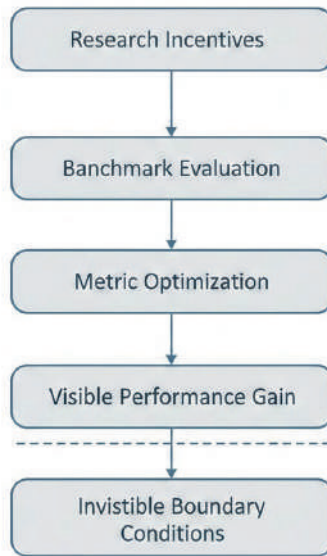 Research Incentives
Banchmark Evaluation
Metric Optimization
Visible Performance Gain
Invistible Boundary
Conditions